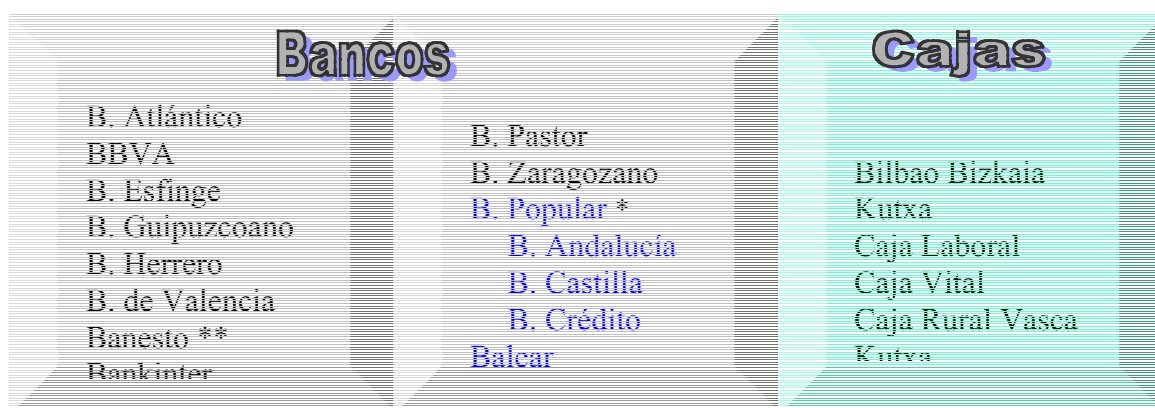 Bancos
B. Atlántico
BBVA
B. Esfinge
B. Guipuzcoano
B. Herrero
B. de Valencia
Banesto **
Bankinter
B. Pastor
B. Zaragozano
B. Popular *
B. Andalucía
B. Castilla
B. Crédito
Balcar
Cajas
Bilbao Bizkaia
Kutxa
Caja Laboral
Caja Vital
Caja Rural Vasca
Kutxa